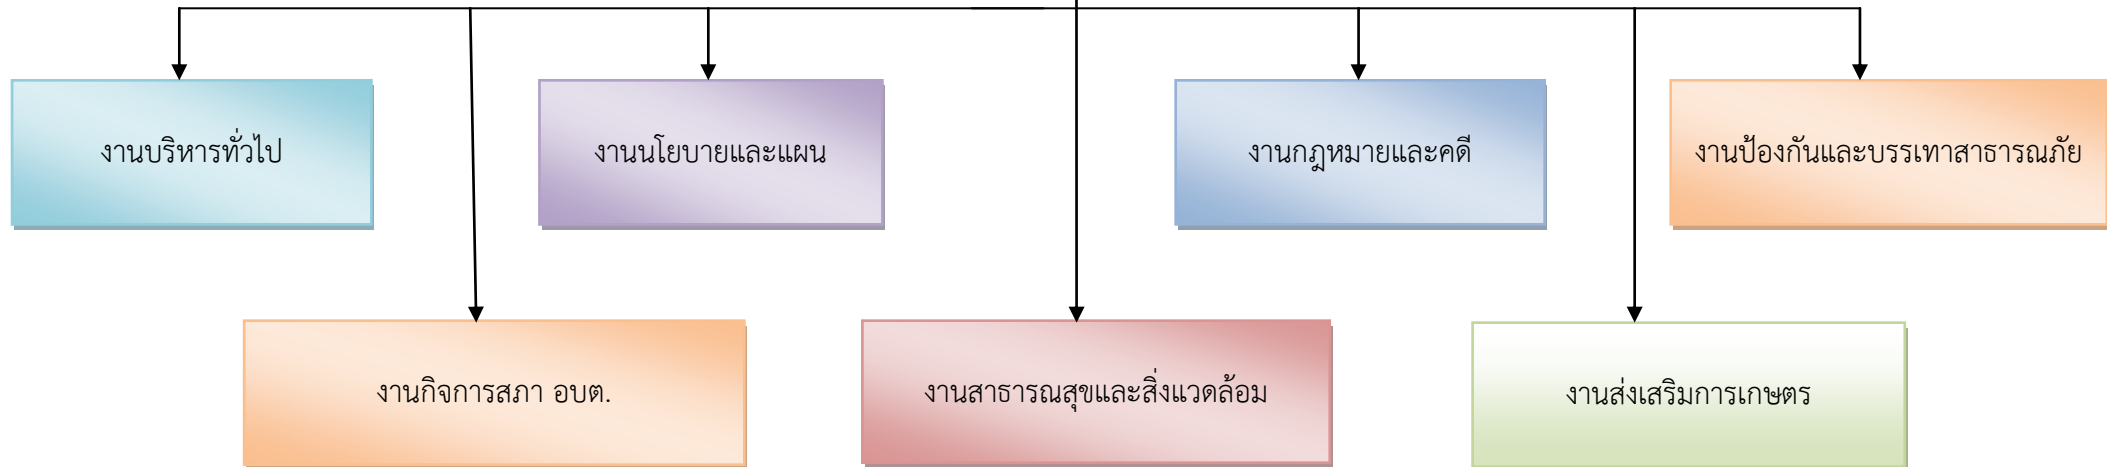 งานบริหารทั่วไป
งานนโยบายและแผน
งานกฎหมายและคดี
งานป้องกันและบรรเทาสาธารณภัย
งานกิจการสภา อบต.
งานสาธารณสุขและสิ่งแวดล้อม
งานส่งเสริมการเกษตร